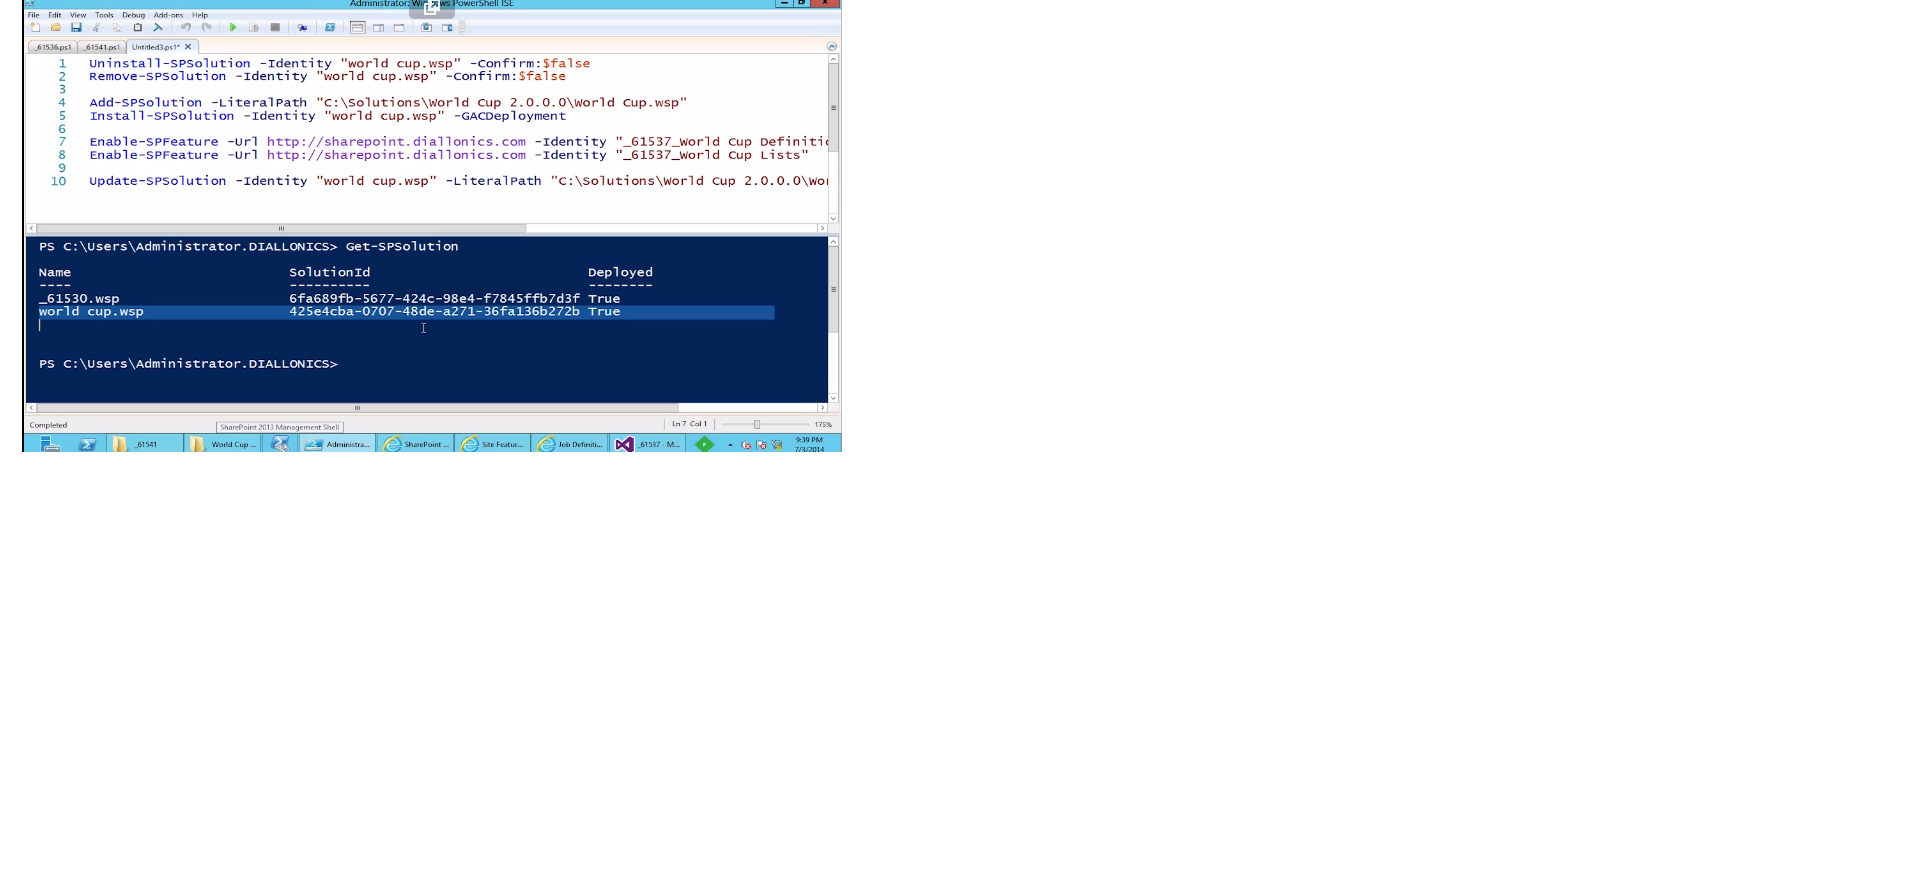 Administrator: Windows PowerShell ISE
File Edit View Tools Debug Add-ons Help
_61536.ps1 _61541.ps1 Untitled3.ps1* X
1 Uninstall-SPSolution -Identity "world cup.wsp" -Confirm:$false
2 Remove-SPSolution -Identity "world cup.wsp" -Confirm:$false
3
4 Add-SPSolution -LiteralPath "C:\Solutions\World Cup 2.0.0.0\World Cup.wsp"
5 Install-SPSolution -Identity "world cup.wsp" -GACDeployment
6
7 Enable-SPFeature -Url http://sharepoint.diallonics.com -Identity "_61537_World Cup Definitio
8 Enable-SPFeature -Url http://sharepoint.diallonics.com -Identity "_61537_World Cup Lists"
9
10 Update-SPSolution -Identity "world cup.wsp" -LiteralPath "C:\Solutions\World Cup 2.0.0.0\Wor
PS C:\Users\Administrator.DIALLONICS> Get-SPSolution
Name SolutionId Deployed
---- ---------- --------
_61530.wsp 6fa689fb-5677-424c-98e4-f7845ffb7d3f True
world cup.wsp 425e4cba-0707-48de-a271-36fa136b272b True
PS C:\Users\Administrator.DIALLONICS>
Completed Ln 7 Col 1 175%
SharePoint 2013 Management Shell
_61541 World Cup ... Administra... SharePoint ... Site Featur... Job Definiti... _61537 - M... 9:39 PM
7/3/2014